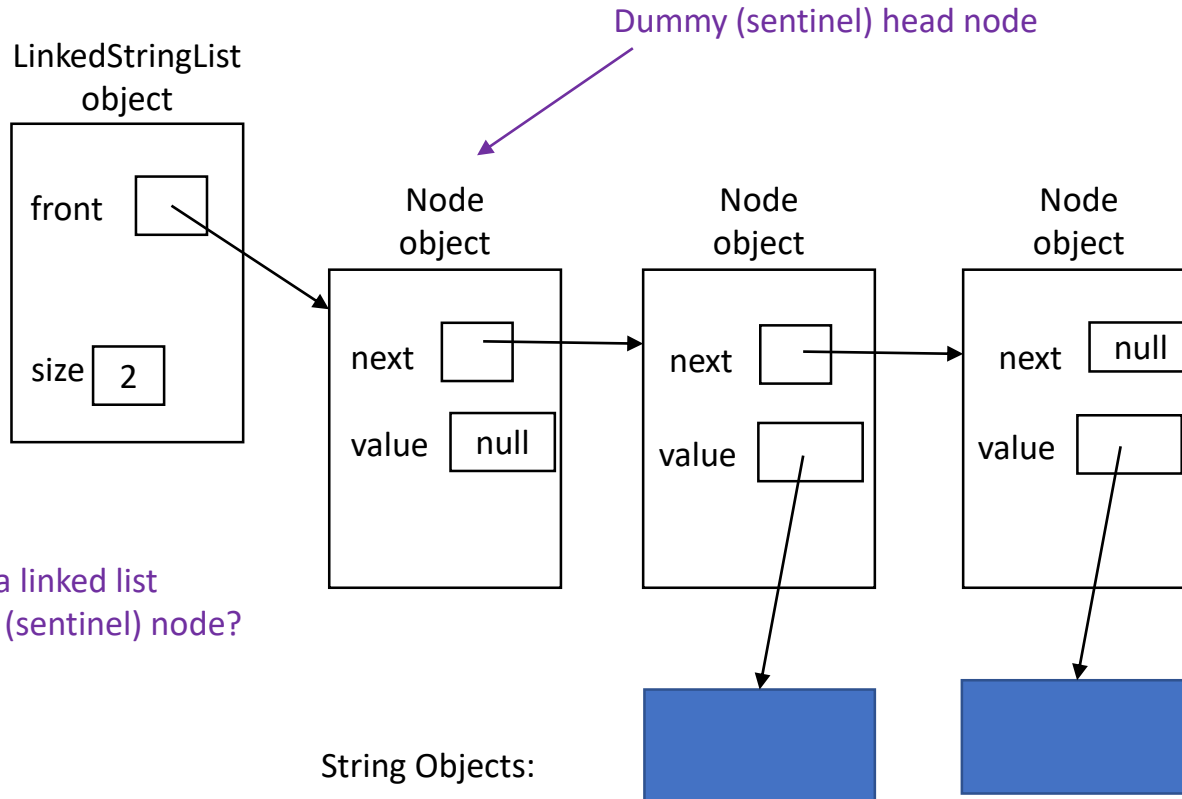 Dummy (sentinel) head node
LinkedStringList
object
front
size
2
Node
object
next
value
null
Node
object
next
value
Node
object
next
null
value
a linked list
(sentinel) node?
String Objects: